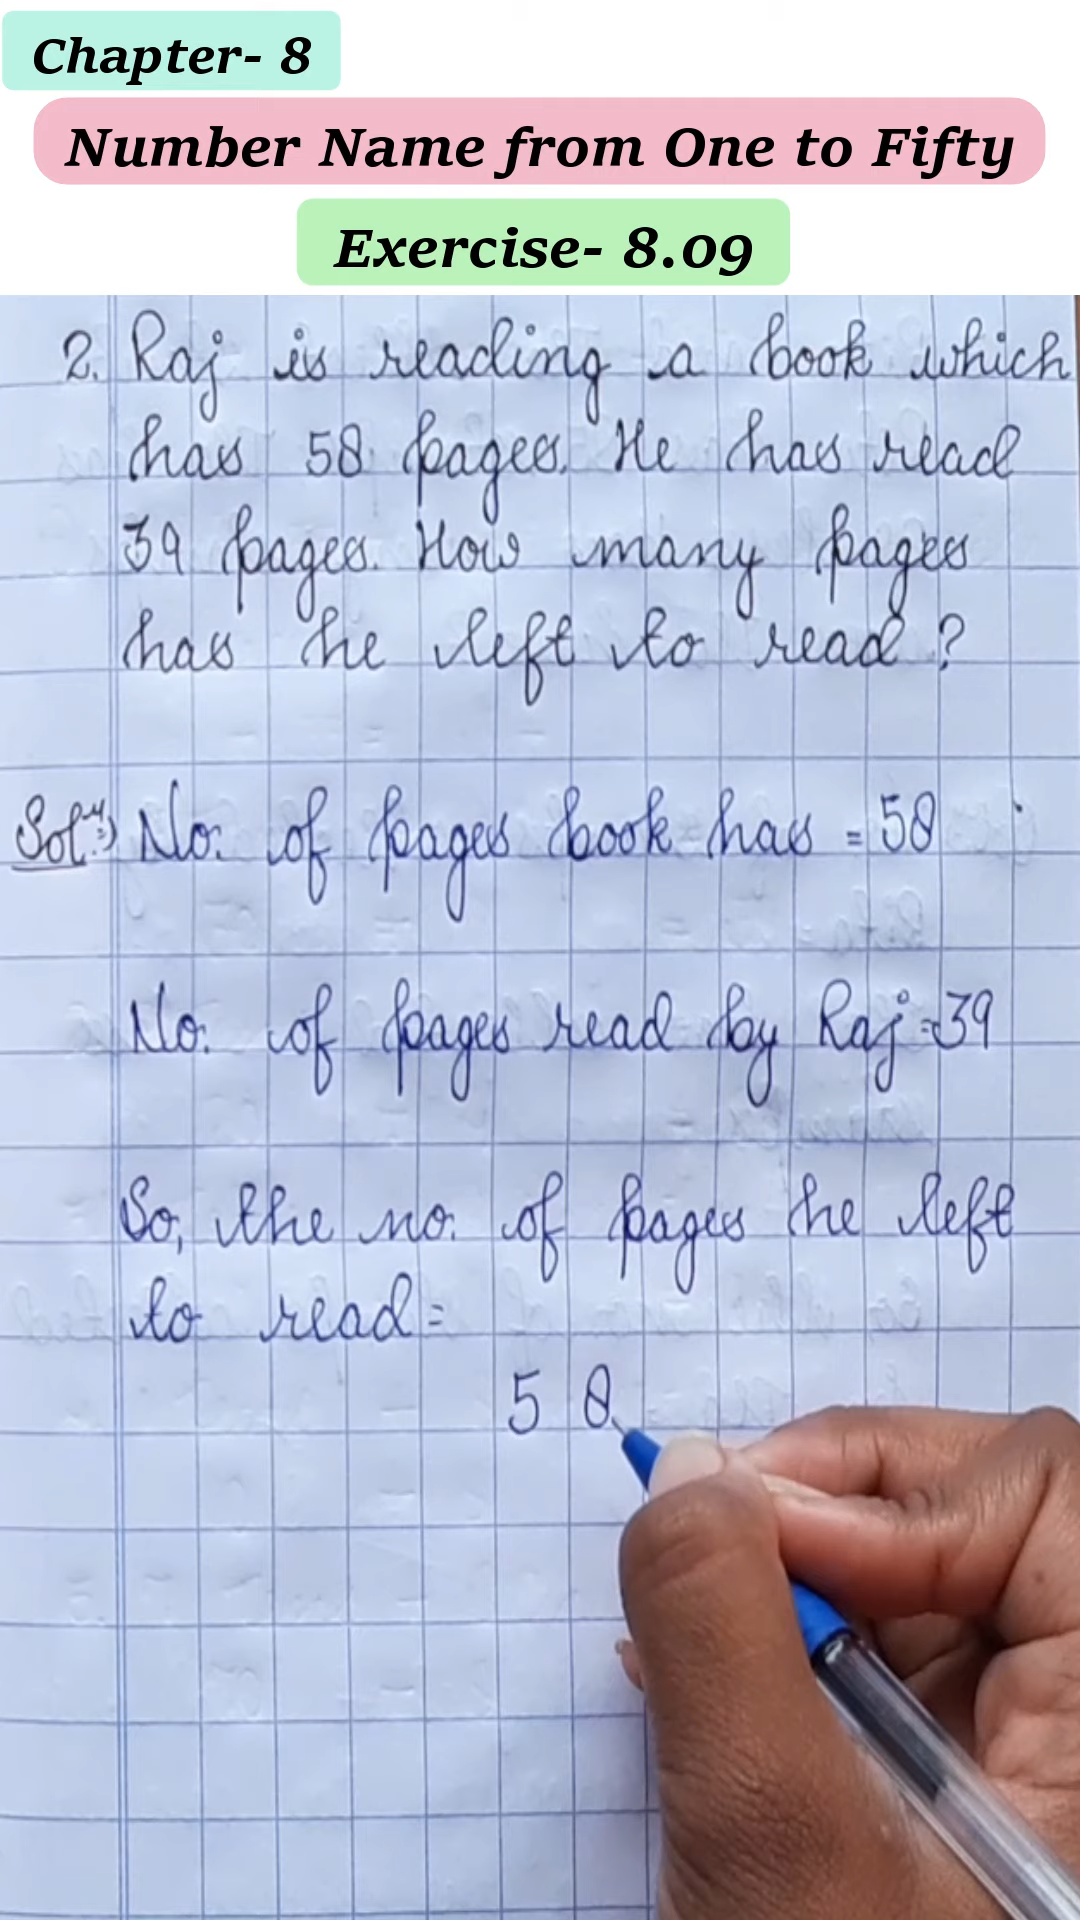 Chapter- 8
Number Name from One to Fifty
Exercise- 8.09
2. Raj is reading a book which
has 58 pages. He has read
39 pages. How many pages
has he left to read?
Solⁿ:) No. of pages book has = 58
No. of pages read by Raj = 39
So, the no. of pages he left
to read =
5 8